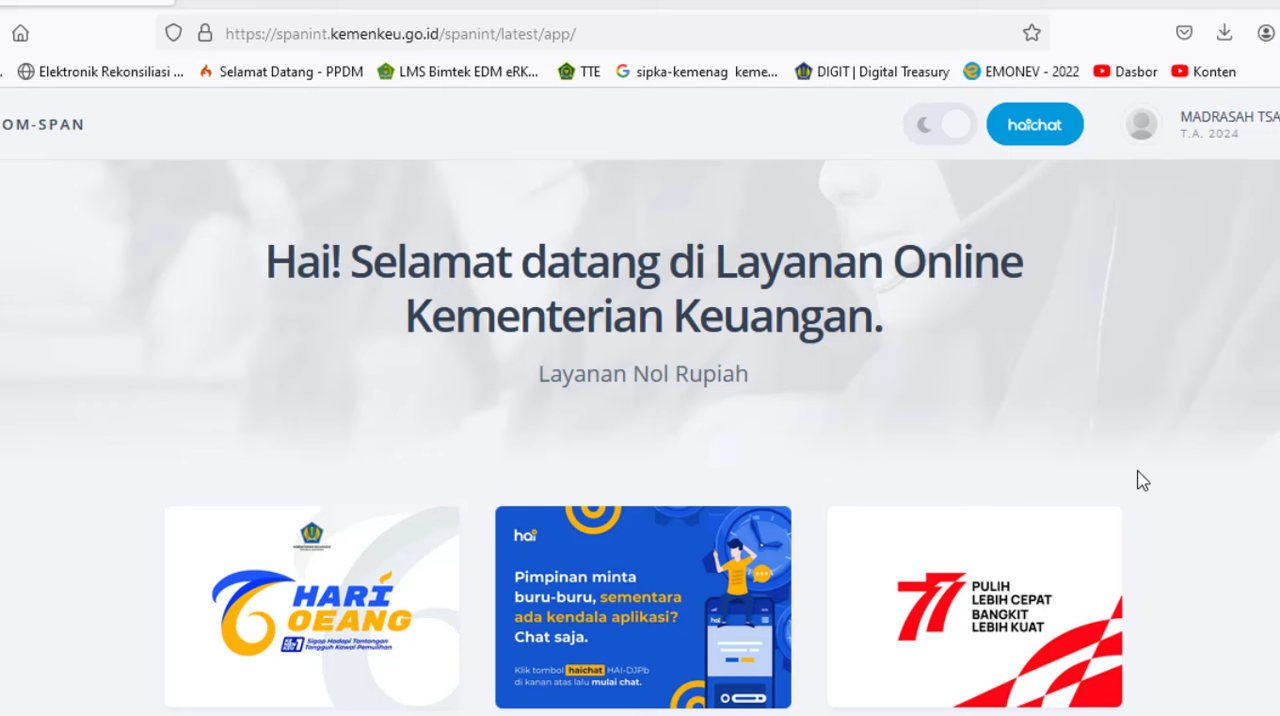 https://spanint.kemenkeu.go.id/spanint/latest/app/
Elektronik Rekonsiliasi ...
Selamat Datang - PPDM
LMS Bimtek EDM eRK...
TTE
sipka-kemenag keme...
DIGIT | Digital Treasury
EMONEV - 2022
Dasbor
Konten
OM-SPAN
haichat
MADRASAH TSA
T.A. 2024
Hai! Selamat datang di Layanan Online
Kementerian Keuangan.
Layanan Nol Rupiah
76 HARI
OEANG
Sigap Hadapi Tantangan
Tangguh Kawal Pemulihan
hai
Pimpinan minta
buru-buru, sementara
ada kendala aplikasi?
Chat saja.
Klik tombol haichat HAI-DJPb
di kanan atas lalu mulai chat.
hai
77
PULIH
LEBIH CEPAT
BANGKIT
LEBIH KUAT